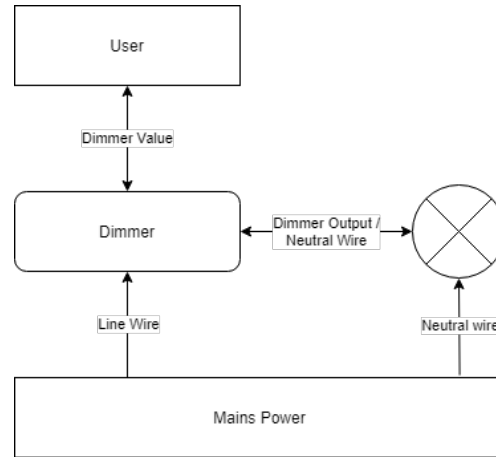 User
Dimmer Value
Dimmer
Dimmer Output /
Neutral Wire
Line Wire
Neutral wire
Mains Power